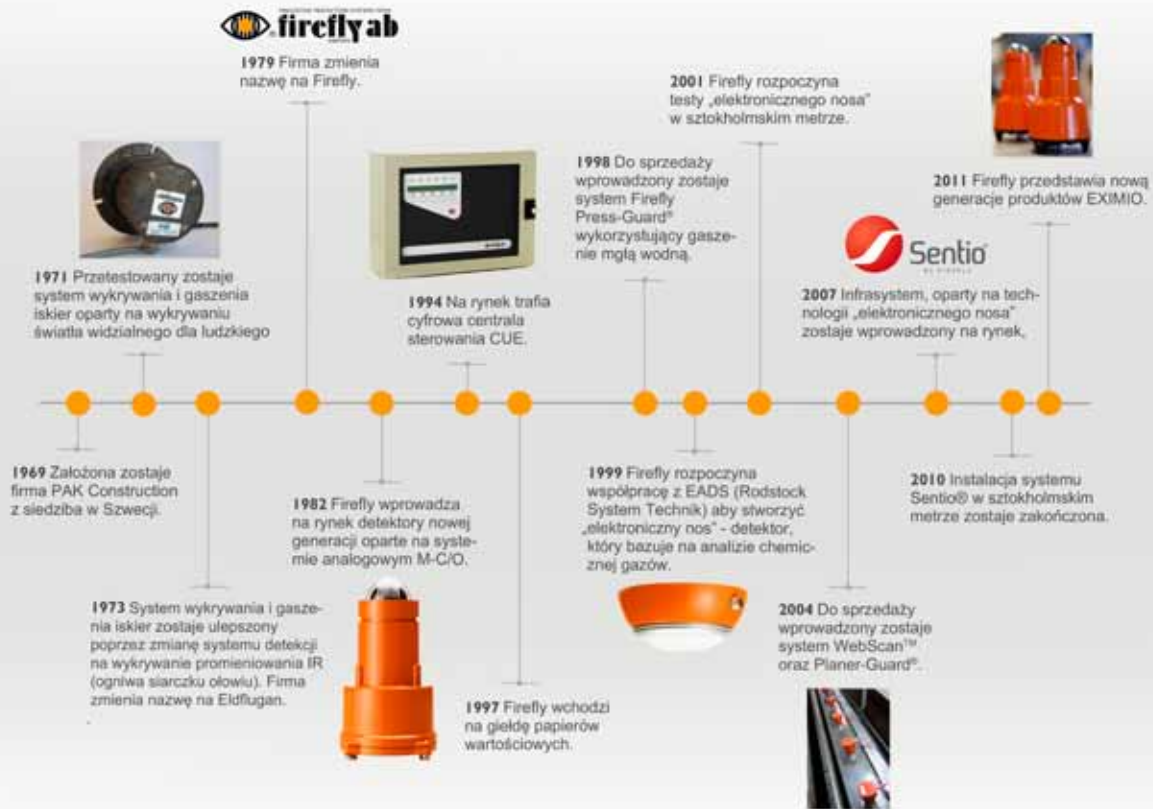 firefly ab
1979 Firma zmienia
nazwę na Firefly.
2001 Firefly rozpoczyna
testy „elektronicznego nosa”
w sztokholmskim metrze.
1998 Do sprzedaży
wprowadzony zostaje
system Firefly
Press-Guard®
wykorzystujący gasze-
nie mgłą wodną.
2011 Firefly przedstawia nową
generacje produktów EXIMIO.
Sentio
1971 Przetestowany zostaje
system wykrywania i gaszenia
iskier oparty na wykrywaniu
światła widzialnego dla ludzkiego
1994 Na rynek trafia
cyfrowa centrala
sterowania CUE.
2007 Infrasystem, oparty na tech-
nologii „elektronicznego nosa”
zostaje wprowadzony na rynek,
1969 Założona zostaje
firma PAK Construction
z siedziba w Szwecji.
1982 Firefly wprowadza
na rynek detektory nowej
generacji oparte na syste-
mie analogowym M-C/O.
1999 Firefly rozpoczyna
współpracę z EADS (Rodstock
System Technik) aby stworzyć
„elektroniczny nos” - detektor,
który bazuje na analizie chemic-
znej gazów.
2010 Instalacja systemu
Sentio® w sztokholmskim
metrze zostaje zakończona.
1973 System wykrywania i gasze-
nia iskier zostaje ulepszony
poprzez zmianę systemu detekcji
na wykrywanie promieniowania IR
(ogniwa siarczku ołowiu). Firma
zmienia nazwę na Eldflugan.
1997 Firefly wchodzi
na giełdę papierów
wartościowych.
2004 Do sprzedaży
wprowadzony zostaje
system WebScan™
oraz Planer-Guard®.